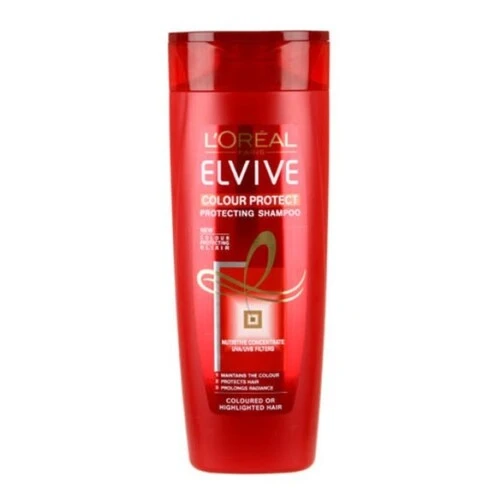 L'ORÉAL
PARIS
ELVIVE
COLOUR PROTECT
PROTECTING SHAMPOO
NEW
COLOUR
PROTECTING
ELIXIR
NUTRITIVE CONCENTRATE
UVA/UVB FILTERS
1 MAINTAINS THE COLOUR
2 PROTECTS HAIR
3 PROLONGS RADIANCE
COLOURED OR
HIGHLIGHTED HAIR